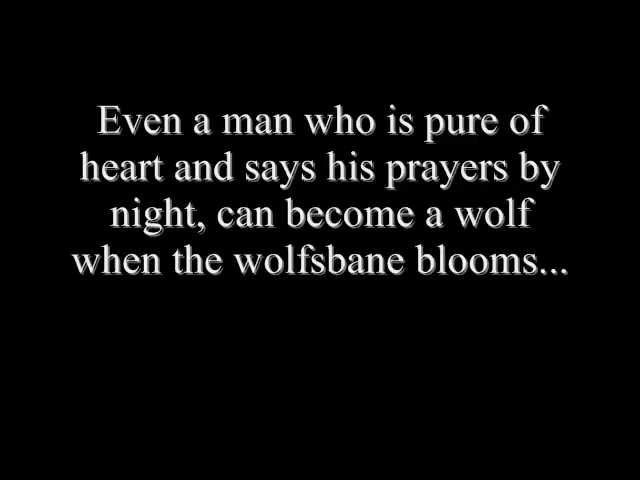 Even a man who is pure of
heart and says his prayers by
night, can become a wolf
when the wolfsbane blooms...